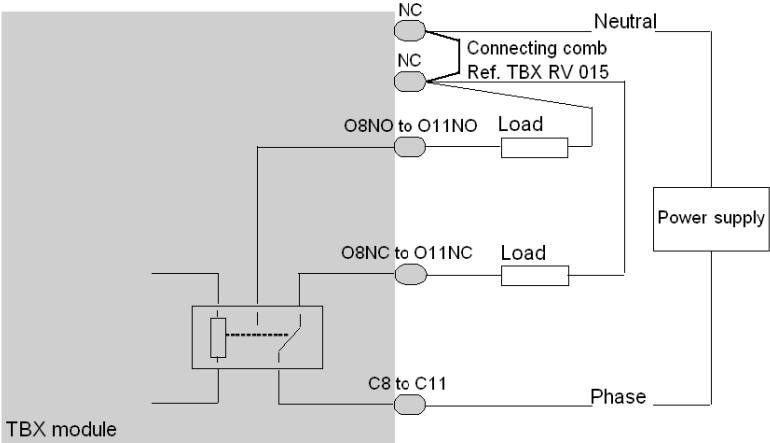 NC
Neutral
Connecting comb
NC
Ref. TBX RV 015
O8NO to O11NO
Load
Power supply
O8NC to O11NC
Load
C8 to C11
Phase
TBX module